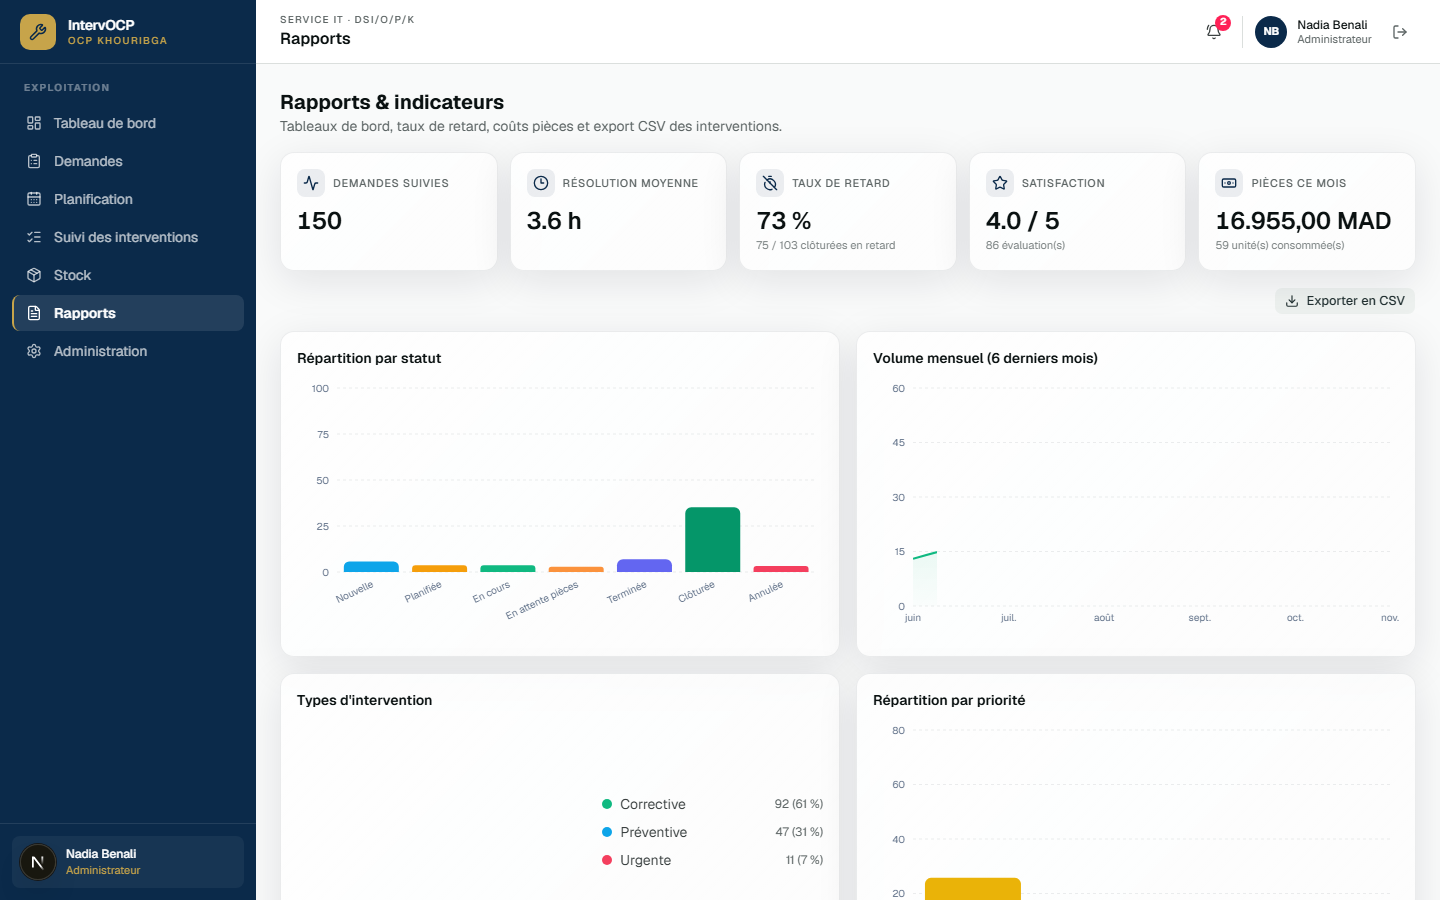 IntervOCP
OCP KHOURIBGA
EXPLOITATION
Tableau de bord
Demandes
Planification
Suivi des interventions
Stock
Rapports
Administration
N
Nadia Benali
Administrateur
SERVICE IT · DSI/O/P/K
Rapports
2
NB
Nadia Benali
Administrateur
Rapports & indicateurs
Tableaux de bord, taux de retard, coûts pièces et export CSV des interventions.
DEMANDES SUIVIES
150
RÉSOLUTION MOYENNE
3.6 h
TAUX DE RETARD
73 %
75 / 103 clôturées en retard
SATISFACTION
4.0 / 5
86 évaluation(s)
PIÈCES CE MOIS
16.955,00 MAD
59 unité(s) consommée(s)
Exporter en CSV
Répartition par statut
100
75
50
25
0
Nouvelle
Planifiée
En cours
En attente pièces
Terminée
Clôturée
Annulée
Volume mensuel (6 derniers mois)
60
45
30
15
0
juin
juil.
août
sept.
oct.
nov.
Types d'intervention
Corrective 92 (61 %)
Préventive 47 (31 %)
Urgente 11 (7 %)
Répartition par priorité
80
60
40
20